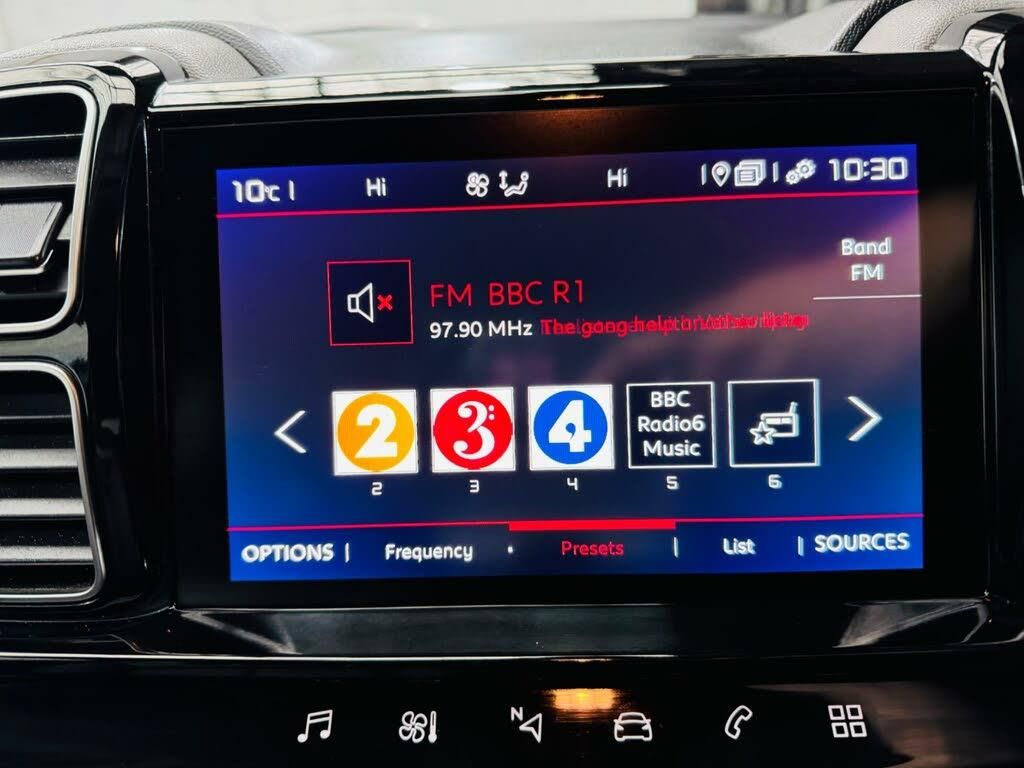 10°C
Hi
Hi
10:30
Band
FM
FM BBC R1
97.90 MHz
2
3:
4
BBC
Radio6
Music
2
3
4
5
6
OPTIONS
Frequency
Presets
List
SOURCES
N